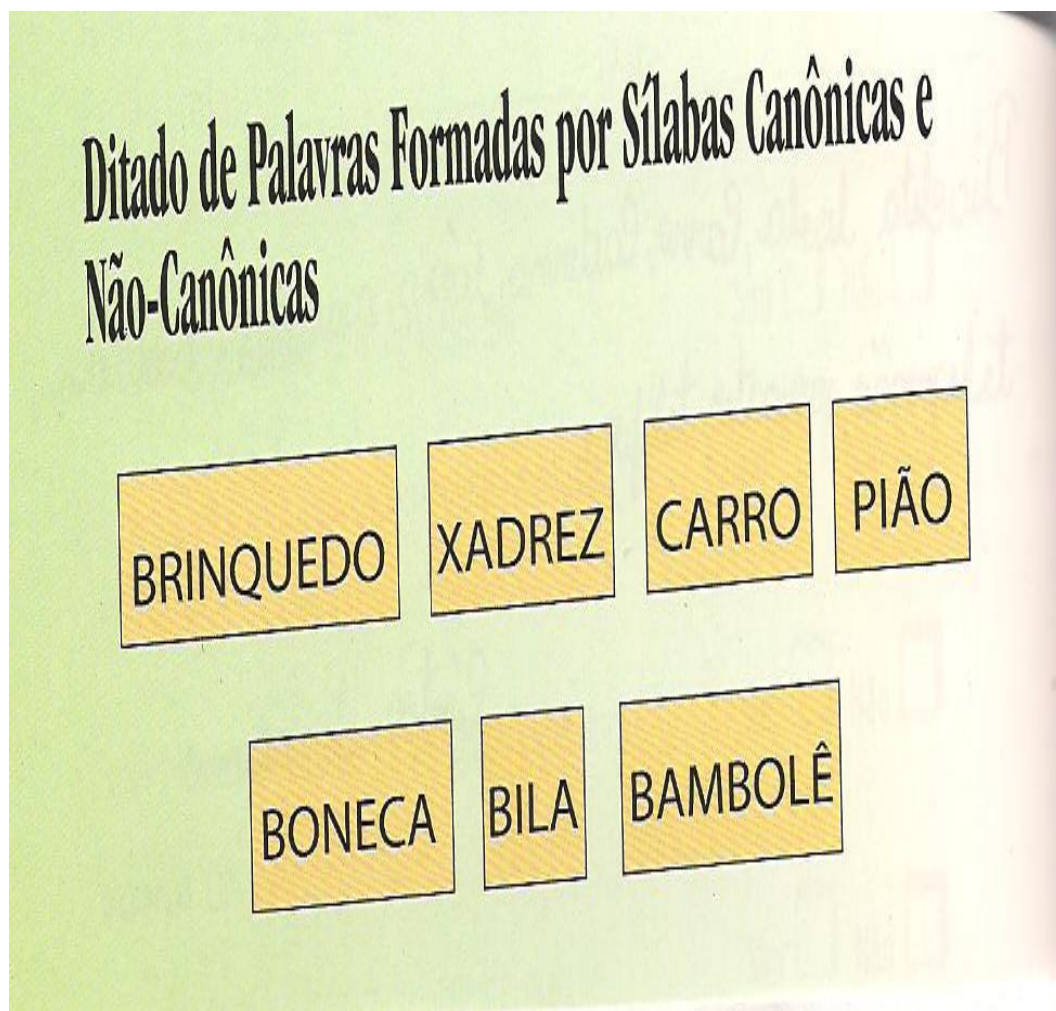 Ditado de Palavras Formadas por Sílabas Canônicas e
Não-Canônicas
BRINQUEDO XADREZ CARRO PIÃO
BONECA BILA BAMBOLÊ